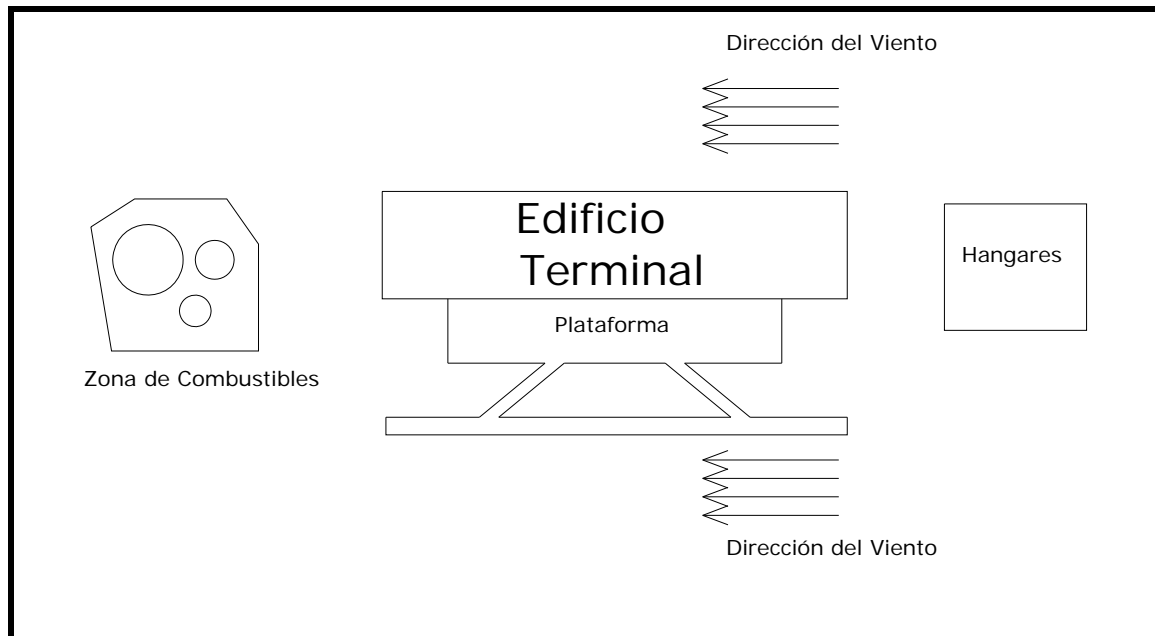 Dirección del Viento
Edificio
Terminal
Hangares
Plataforma
Zona de Combustibles
Dirección del Viento